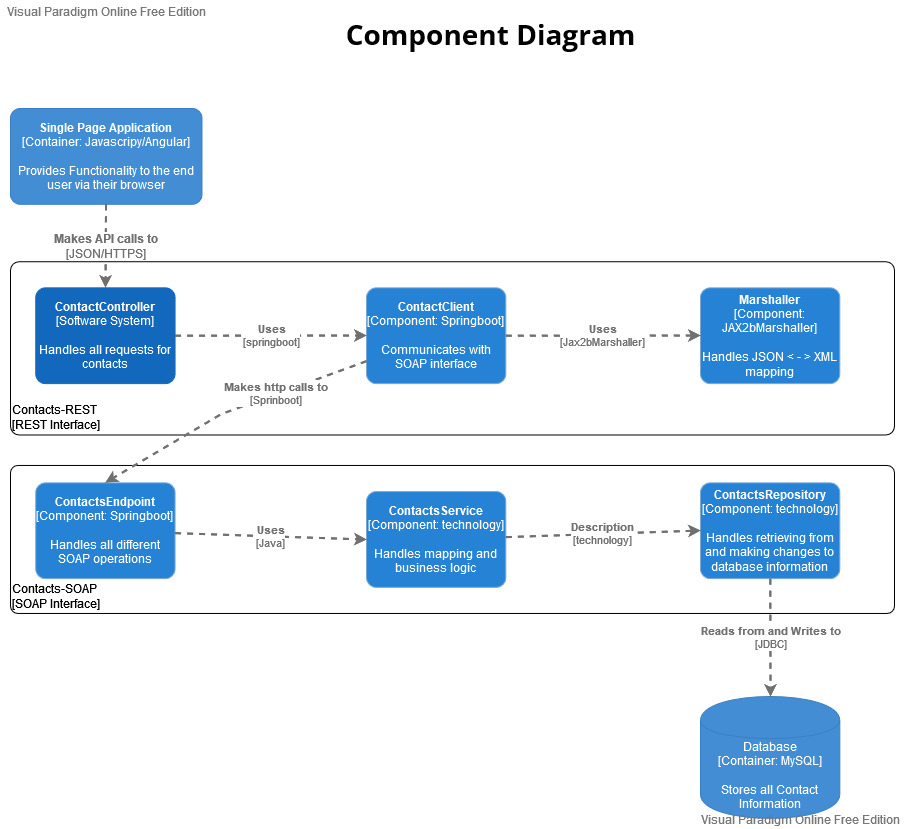 Visual Paradigm Online Free Edition
Component Diagram
Single Page Application
[Container: Javascripy/Angular]
Provides Functionality to the end
user via their browser
Makes API calls to
[JSON/HTTPS]
ContactController
[Software System]
Handles all requests for
contacts
Uses
[springboot]
ContactClient
[Component: Springboot]
Communicates with
SOAP interface
Uses
[Jax2bMarshaller]
Marshaller
[Component:
JAX2bMarshaller]
Handles JSON < - > XML
mapping
Makes http calls to
[Sprinboot]
Contacts-REST
[REST Interface]
ContactsEndpoint
[Component: Springboot]
Handles all different
SOAP operations
Uses
[Java]
ContactsService
[Component: technology]
Handles mapping and
business logic
Description
[technology]
ContactsRepository
[Component: technology]
Handles retrieving from
and making changes to
database information
Contacts-SOAP
[SOAP Interface]
Reads from and Writes to
[JDBC]
Database
[Container: MySQL]
Stores all Contact
Information
Visual Paradigm Online Free Edition